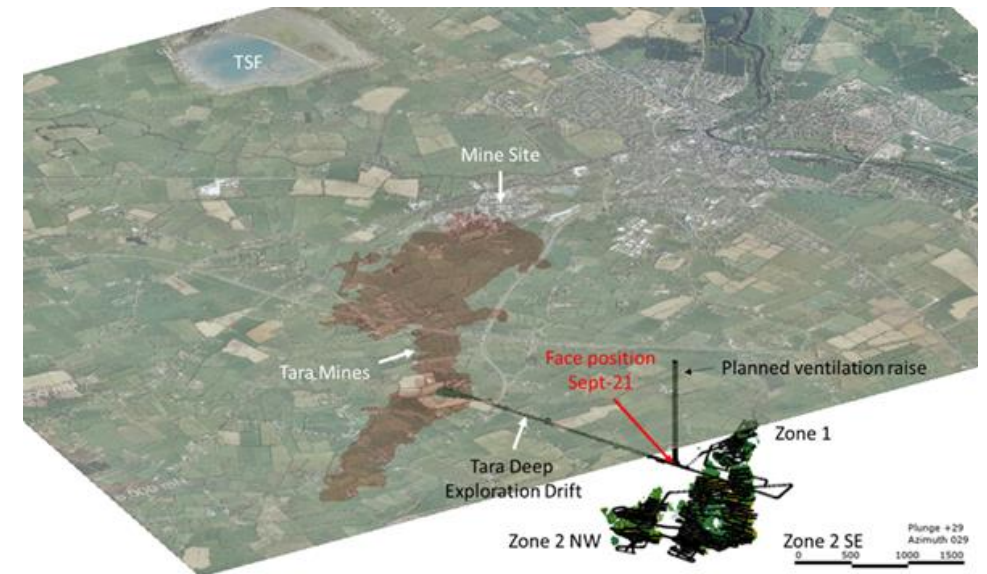 TSF
Mine Site
Face position
Sept-21
Planned ventilation raise
Tara Mines
Zone 1
Tara Deep
Exploration Drift
Zone 2 NW
Zone 2 SE
Plunge +29
Azimuth 029
0 500 1000 1500